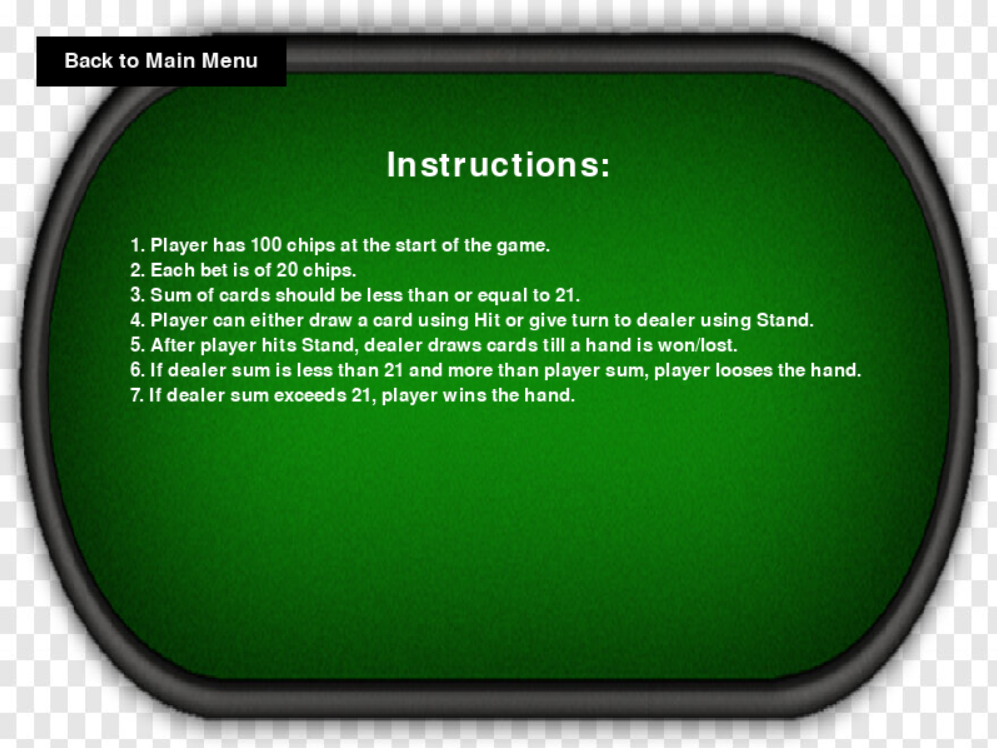 Back to Main Menu
Instructions:
1. Player has 100 chips at the start of the game.
2. Each bet is of 20 chips.
3. Sum of cards should be less than or equal to 21.
4. Player can either draw a card using Hit or give turn to dealer using Stand.
5. After player hits Stand, dealer draws cards till a hand is won/lost.
6. If dealer sum is less than 21 and more than player sum, player looses the hand.
7. If dealer sum exceeds 21, player wins the hand.